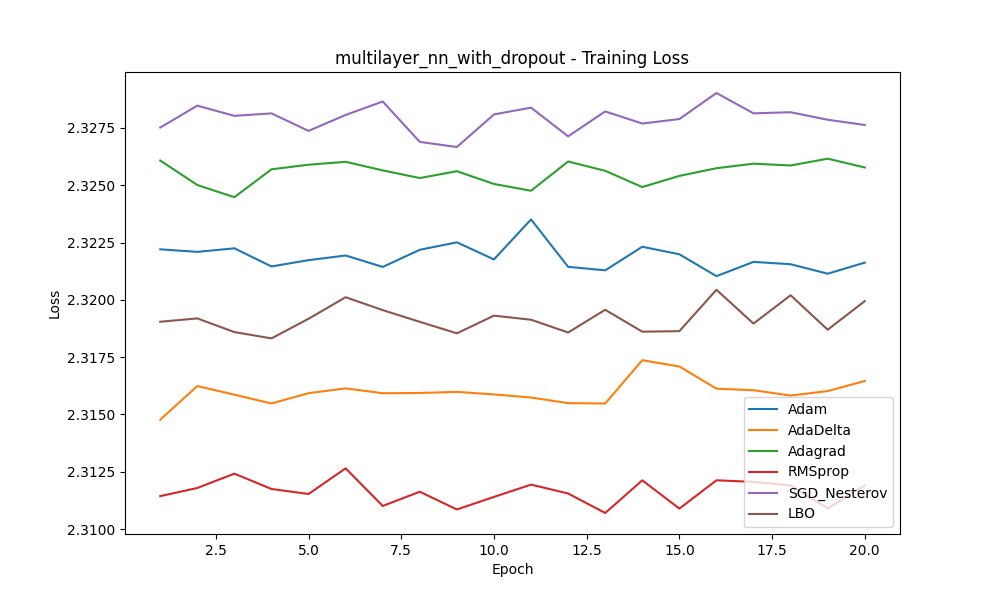 multilayer_nn_with_dropout - Training Loss
2.3275
2.3250
2.3225
2.3200
2.3175
2.3150
2.3125
2.3100
Loss
Adam
AdaDelta
Adagrad
RMSprop
SGD_Nesterov
LBO
2.5 5.0 7.5 10.0 12.5 15.0 17.5 20.0
Epoch